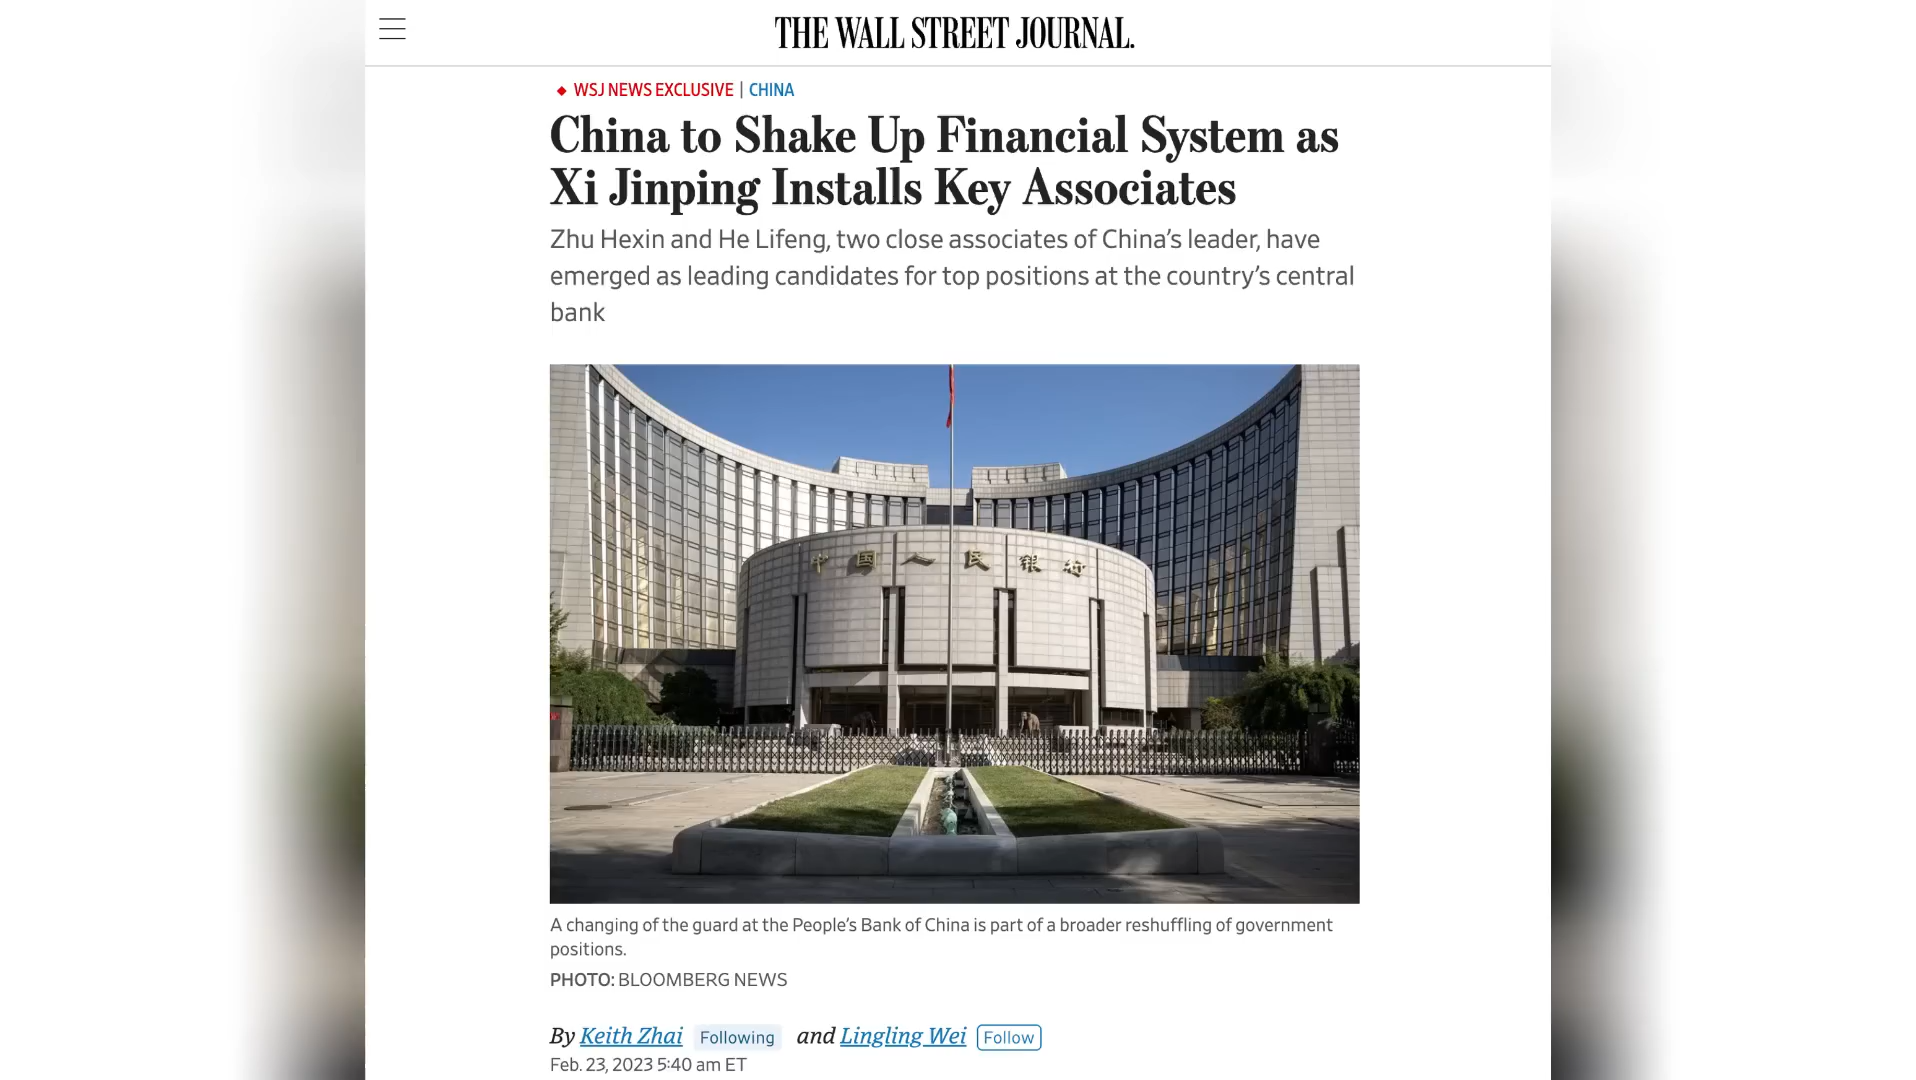 THE WALL STREET JOURNAL.
WSJ NEWS EXCLUSIVE | CHINA
China to Shake Up Financial System as
Xi Jinping Installs Key Associates
Zhu Hexin and He Lifeng, two close associates of China’s leader, have
emerged as leading candidates for top positions at the country’s central
bank
中国人民银行
A changing of the guard at the People’s Bank of China is part of a broader reshuffling of government
positions.
PHOTO: BLOOMBERG NEWS
By Keith Zhai Following and Lingling Wei Follow
Feb. 23, 2023 5:40 am ET